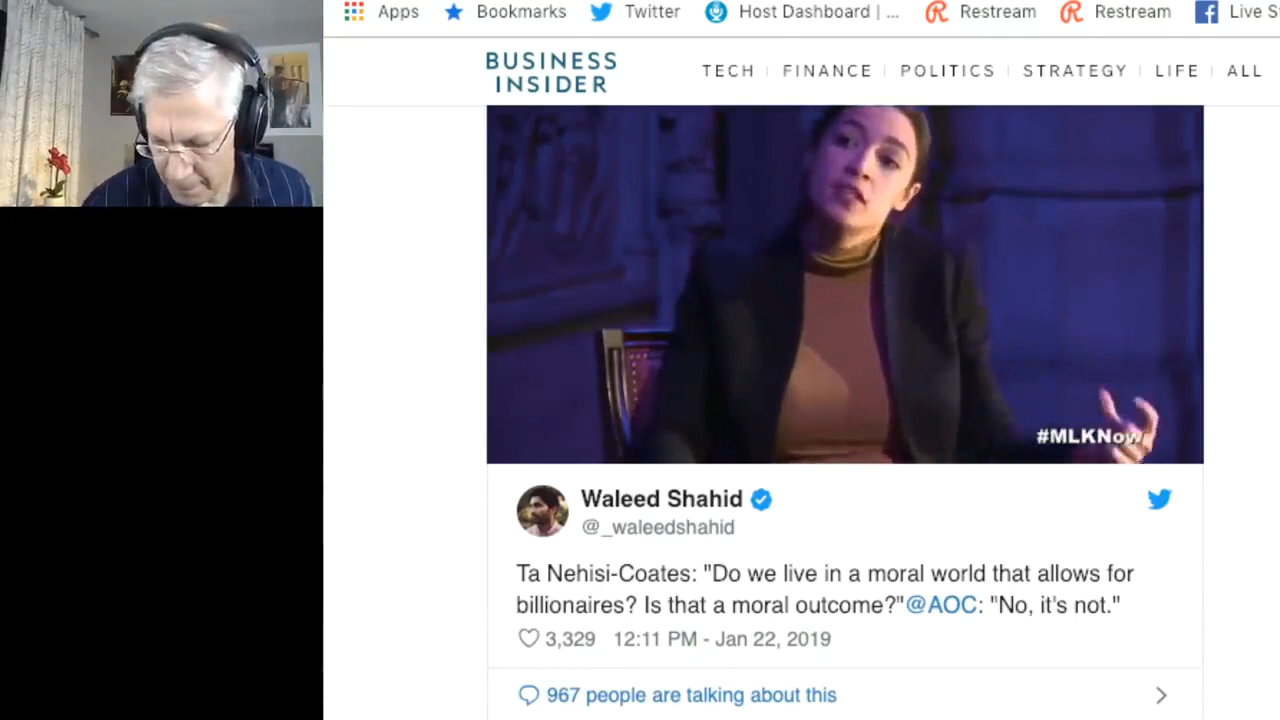 Apps Bookmarks Twitter Host Dashboard | ... Restream Restream Live S
BUSINESS
INSIDER
TECH FINANCE POLITICS STRATEGY LIFE ALL
#MLKNow
Waleed Shahid
@_waleedshahid
Ta Nehisi-Coates: "Do we live in a moral world that allows for
billionaires? Is that a moral outcome?"@AOC: "No, it's not."
3,329 12:11 PM - Jan 22, 2019
967 people are talking about this